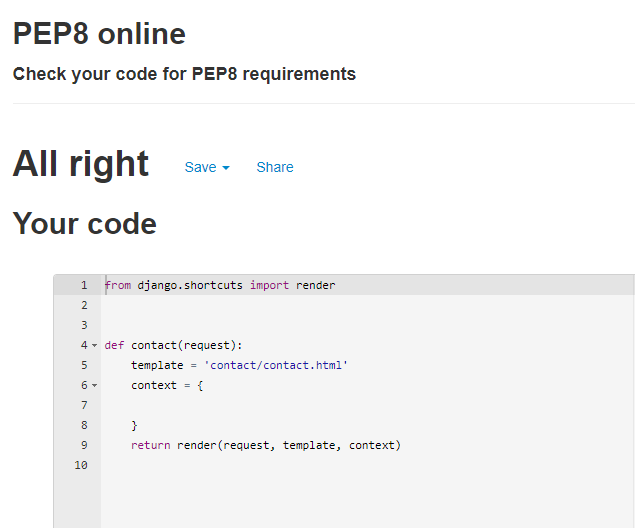 PEP8 online
Check your code for PEP8 requirements
All right Save Share
Your code
1 from django.shortcuts import render
2
3
4 def contact(request):
5     template = 'contact/contact.html'
6     context = {
7
8     }
9     return render(request, template, context)
10